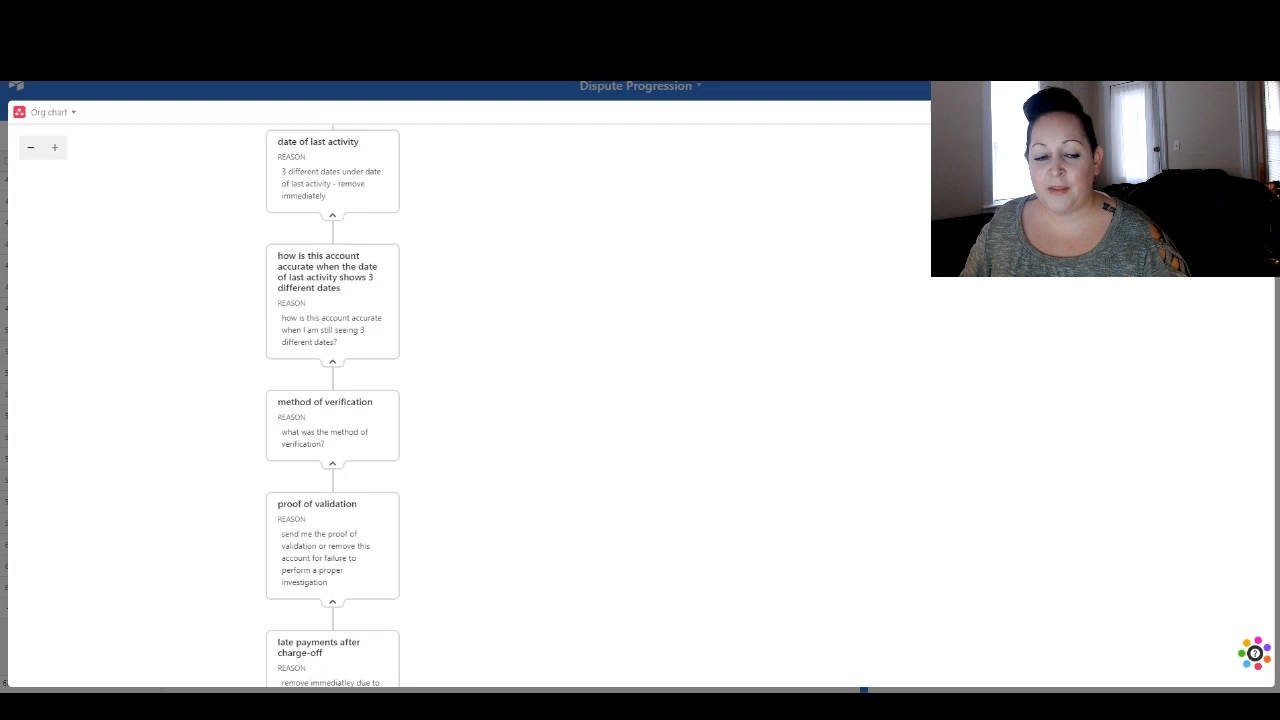 Dispute Progression
Org chart
date of last activity
REASON
3 different dates under date
of last activity - remove
immediately
how is this account
accurate when the date
of last activity shows 3
different dates
REASON
how is this account accurate
when I am still seeing 3
different dates?
method of verification
REASON
what was the method of
verification?
proof of validation
REASON
send me the proof of
validation or remove this
account for failure to
perform a proper
investigation
late payments after
charge-off
REASON
remove immediatley due to